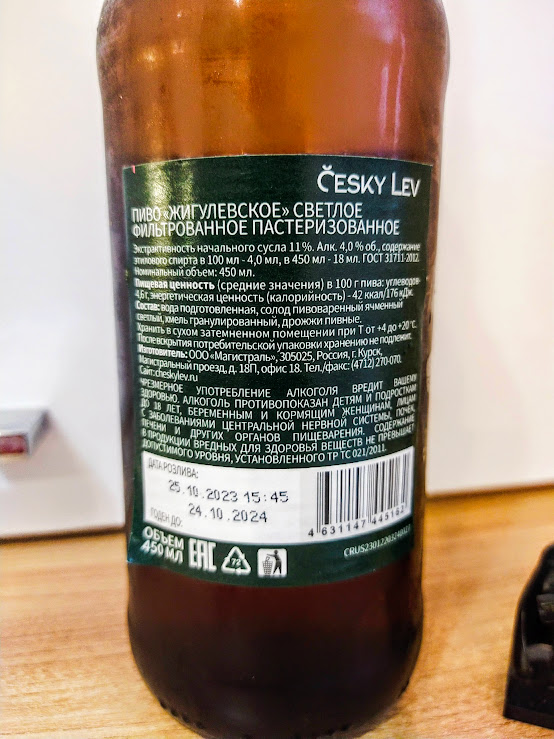 ČESKY LEV
ПИВО «ЖИГУЛЕВСКОЕ» СВЕТЛОЕ
ФИЛЬТРОВАННОЕ ПАСТЕРИЗОВАННОЕ
Экстрактивность начального сусла 11%. Алк. 4,0 % об., содержание
этилового спирта в 100 мл - 4,0 мл, в 450 мл - 18 мл. ГОСТ 31711-2012.
Номинальный объем: 450 мл.
Пищевая ценность (средние значения) в 100 г пива: углеводов-
4,6 г, энергетическая ценность (калорийность) - 42 ккал/176 кДж.
Состав: вода подготовленная, солод пивоваренный ячменный
светлый, хмель гранулированный, дрожжи пивные.
Хранить в сухом затемненном помещении при Т от +4 до +20 °С.
После вскрытия потребительской упаковки хранению не подлежит.
Изготовитель: ООО «Магистраль», 305025, Россия, г. Курск,
Магистральный проезд, д. 18П, офис 18. Тел./факс: (4712) 270-070.
Сайт: cheskylev.ru
ЧРЕЗМЕРНОЕ УПОТРЕБЛЕНИЕ АЛКОГОЛЯ ВРЕДИТ ВАШЕМУ
ЗДОРОВЬЮ. АЛКОГОЛЬ ПРОТИВОПОКАЗАН ДЕТЯМ И ПОДРОСТКАМ
ДО 18 ЛЕТ, БЕРЕМЕННЫМ И КОРМЯЩИМ ЖЕНЩИНАМ, ЛИЦАМ
С ЗАБОЛЕВАНИЯМИ ЦЕНТРАЛЬНОЙ НЕРВНОЙ СИСТЕМЫ, ПОЧЕК,
ПЕЧЕНИ И ДРУГИХ ОРГАНОВ ПИЩЕВАРЕНИЯ. СОДЕРЖАНИЕ
В ПРОДУКЦИИ ВРЕДНЫХ ДЛЯ ЗДОРОВЬЯ ВЕЩЕСТВ НЕ ПРЕВЫШАЕТ
ДОПУСТИМОГО УРОВНЯ, УСТАНОВЛЕННОГО ТР ТС 021/2011.
ДАТА РОЗЛИВА:
25.10.2023 15:45
ГОДЕН ДО:
24.10.2024
ОБЪЕМ
450 МЛ
EAC
72